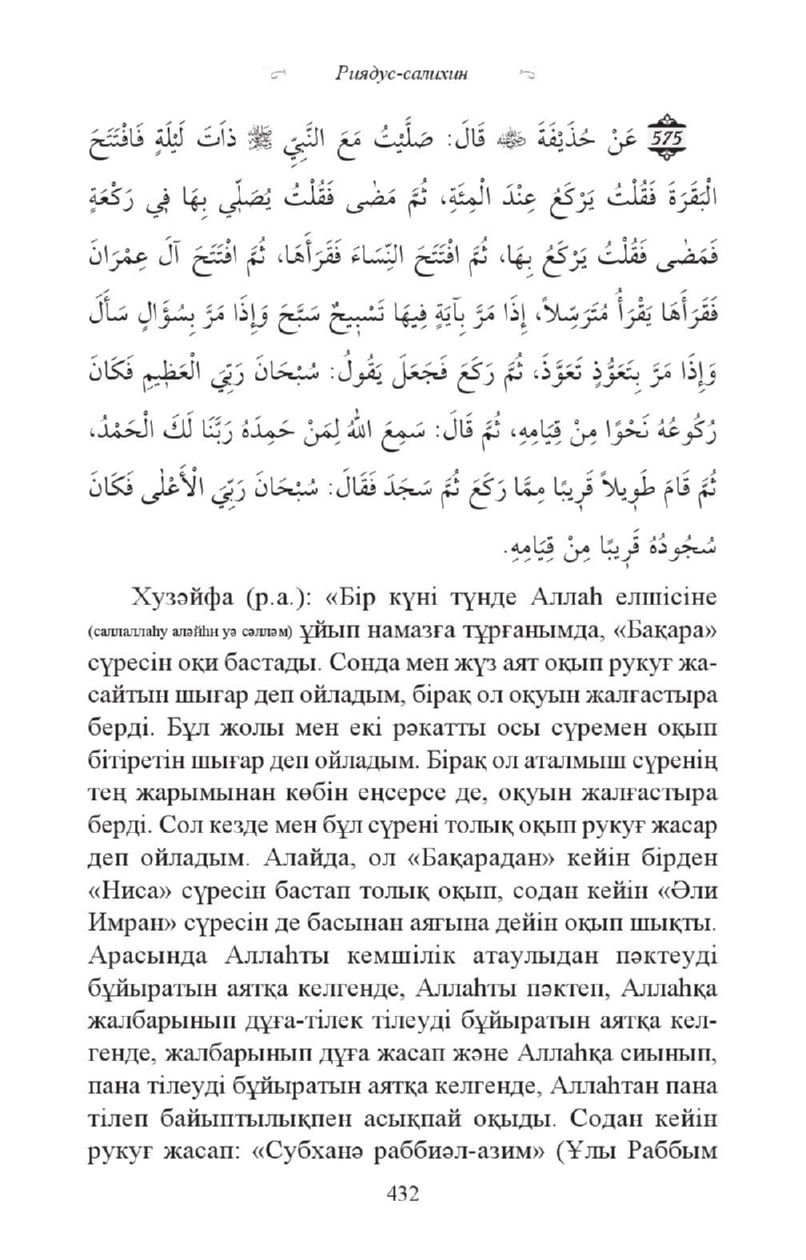 Риядус-салихин
575 عَنْ حُذَيْفَةَ ﵁ قَالَ: صَلَّيْتُ مَعَ النَّبِيِّ ﷺ ذَاتَ لَيْلَةٍ فَافْتَتَحَ
الْبَقَرَةَ فَقُلْتُ يَرْكَعُ عِنْدَ الْمِئَةِ، ثُمَّ مَضٰى فَقُلْتُ يُصَلِّي بِهَا فِي رَكْعَةٍ
فَمَضٰى فَقُلْتُ يَرْكَعُ بِهَا، ثُمَّ افْتَتَحَ النِّسَاءَ فَقَرَأَهَا، ثُمَّ افْتَتَحَ آلَ عِمْرَانَ
فَقَرَأَهَا يَقْرَأُ مُتَرَسِّلاً، إِذَا مَرَّ بِآيَةٍ فِيهَا تَسْبِيحٌ سَبَّحَ وَإِذَا مَرَّ بِسُؤَالٍ سَأَلَ
وَإِذَا مَرَّ بِتَعَوُّذٍ تَعَوَّذَ، ثُمَّ رَكَعَ فَجَعَلَ يَقُولُ: سُبْحَانَ رَبِّيَ الْعَظِيمِ فَكَانَ
رُكُوعُهُ نَحْوًا مِنْ قِيَامِهِ، ثُمَّ قَالَ: سَمِعَ اللهُ لِمَنْ حَمِدَهُ رَبَّنَا لَكَ الْحَمْدُ،
ثُمَّ قَامَ طَوِيلاً قَرِيبًا مِمَّا رَكَعَ ثُمَّ سَجَدَ فَقَالَ: سُبْحَانَ رَبِّيَ الْأَعْلٰى فَكَانَ
سُجُودُهُ قَرِيبًا مِنْ قِيَامِهِ.
Хузәйфа (р.а.): «Бір күні түнде Аллаһ елшісіне
(саллаллаһу аләйһи уә сәлләм) ұйып намазға тұрғанымда, «Бақара»
сүресін оқи бастады. Сонда мен жүз аят оқып рукуғ жа-
сайтын шығар деп ойладым, бірақ ол оқуын жалғастыра
берді. Бұл жолы мен екі рәкатты осы сүремен оқып
бітіретін шығар деп ойладым. Бірақ ол аталмыш сүренің
тең жарымынан көбін еңсерсе де, оқуын жалғастыра
берді. Сол кезде мен бұл сүрені толық оқып рукуғ жасар
деп ойладым. Алайда, ол «Бақарадан» кейін бірден
«Ниса» сүресін бастап толық оқып, содан кейін «Әли
Имран» сүресін де басынан аяғына дейін оқып шықты.
Арасында Аллаһты кемшілік атаулыдан пәктеуді
бұйыратын аятқа келгенде, Аллаһты пәктеп, Аллаһқа
жалбарынып дұға-тілек тілеуді бұйыратын аятқа кел-
генде, жалбарынып дұға жасап және Аллаһқа сиынып,
пана тілеуді бұйыратын аятқа келгенде, Аллаһтан пана
тілеп байыптылықпен асықпай оқыды. Содан кейін
рукуғ жасап: «Субханә раббиәл-азим» (Ұлы Раббым
432